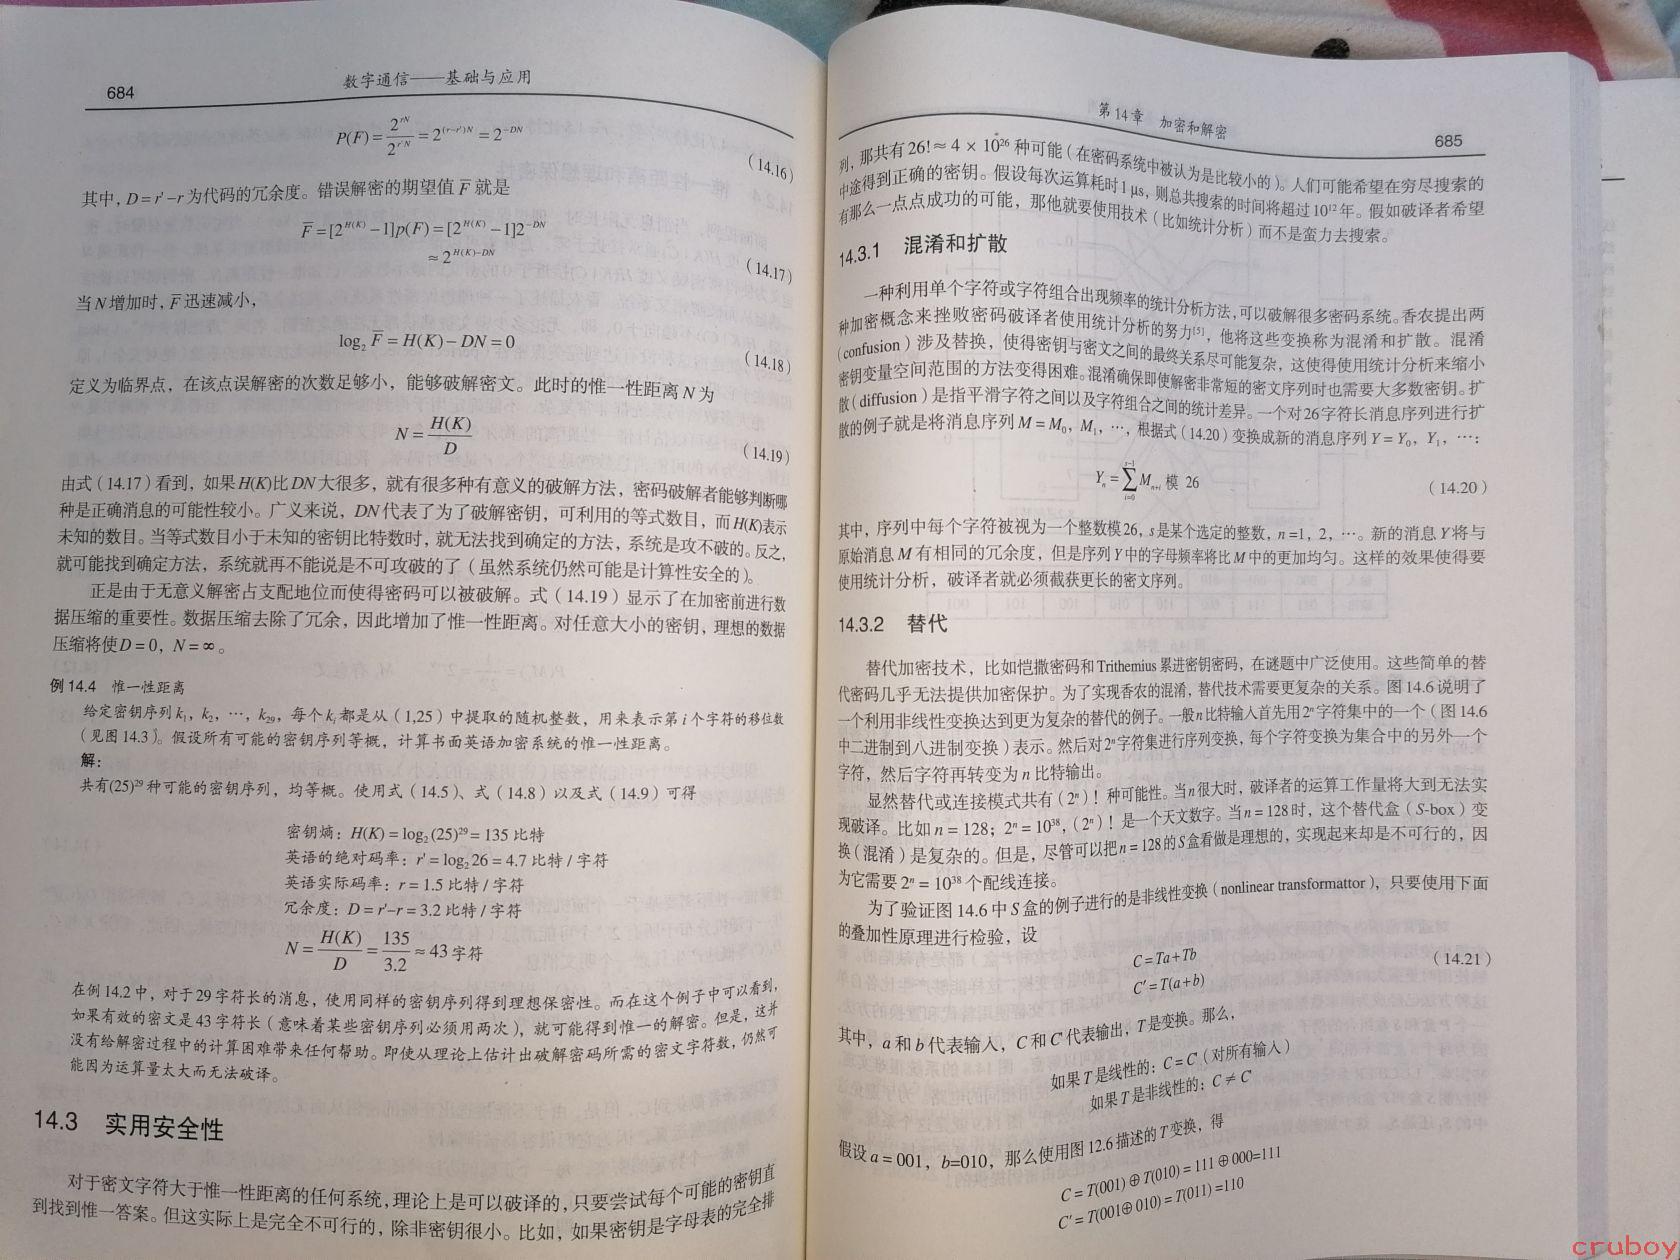 684
数字通信——基础与应用
P(F) = 2^{rN} / 2^{r'N} = 2^{(r-r')N} = 2^{-DN}
(14.16)
其中，D = r′-r 为代码的冗余度。错误解密的期望值 F̅ 就是
F̅ = [2^{H(K)} -1]p(F) = [2^{H(K)} -1]2^{-DN}
≈ 2^{H(K)-DN}
(14.17)
当N增加时，F̅ 迅速减小，
log₂ F̅ = H(K) - DN = 0
(14.18)
定义为临界点，在该点误解密的次数足够小，能够破解密文。此时的惟一性距离 N 为
N = H(K) / D
(14.19)
由式（14.17）看到，如果H(K)比DN大很多，就有很多种有意义的破解方法，密码破解者能够判断哪
种是正确消息的可能性较小。广义来说，DN代表了为了破解密钥，可利用的等式数目，而H(K)表示
未知的数目。当等式数目小于未知的密钥比特数时，就无法找到确定的方法，系统是攻不破的。反之，
就可能找到确定方法，系统就再不能说是不可攻破的了（虽然系统仍然可能是计算性安全的）。
正是由于无意义解密占支配地位而使得密码可以被破解。式（14.19）显示了在加密前进行数
据压缩的重要性。数据压缩去除了冗余，因此增加了惟一性距离。对任意大小的密钥，理想的数据
压缩将使D = 0，N = ∞。
例 14.4 惟一性距离
给定密钥序列 k₁，k₂，…，k₂₉，每个kᵢ都是从（1,25）中提取的随机整数，用来表示第 i 个字符的移位数
（见图 14.3）。假设所有可能的密钥序列等概，计算书面英语加密系统的惟一性距离。
解：
共有(25)²⁹ 种可能的密钥序列，均等概。使用式（14.5）、式（14.8）以及式（14.9）可得
密钥熵：H(K) = log₂ (25)²⁹ = 135 比特
英语的绝对码率：r′ = log₂ 26 = 4.7 比特 / 字符
英语实际码率：r = 1.5 比特 / 字符
冗余度：D = r′-r = 3.2 比特 / 字符
N = H(K) / D = 135 / 3.2 ≈ 43 字符
在例 14.2 中，对于29字符长的消息，使用同样的密钥序列得到理想保密性。而在这个例子中可以看到，
如果有效的密文是43字符长（意味着某些密钥序列必须用两次），就可能得到惟一的解密。但是，这并
没有给解密过程中的计算困难带来任何帮助。即使从理论上估计出破解密码所需的密文字符数，仍然可
能因为运算量太大而无法破译。
14.3 实用安全性
对于密文字符大于惟一性距离的任何系统，理论上是可以破译的，只要尝试每个可能的密钥直
到找到惟一答案。但这实际上是完全不可行的，除非密钥很小。比如，如果密钥是字母表的完全排
第14章 加密和解密
685
列，那共有 26! ≈ 4 × 10²⁶ 种可能（在密码系统中被认为是比较小的）。人们可能希望在穷尽搜索的
中途得到正确的密钥。假设每次运算耗时1 μs，则总共搜索的时间将超过10¹²年。假如破译者希望
有那么一点点成功的可能，那他就要使用技术（比如统计分析）而不是蛮力去搜索。
14.3.1 混淆和扩散
一种利用单个字符或字符组合出现频率的统计分析方法，可以破解很多密码系统。香农提出两
种加密概念来挫败密码破译者使用统计分析的努力[5]，他将这些变换称为混淆和扩散。混淆
（confusion）涉及替换，使得密钥与密文之间的最终关系尽可能复杂，这使得使用统计分析来缩小
密钥变量空间范围的方法变得困难。混淆确保即使解密非常短的密文序列时也需要大多数密钥。扩
散（diffusion）是指平滑字符之间以及字符组合之间的统计差异。一个对26字符长消息序列进行扩
散的例子就是将消息序列 M = M₀，M₁，…，根据式（14.20）变换成新的消息序列 Y = Y₀，Y₁，…：
Yₙ = ∑_{i=0}^{s-1} M_{n+i} 模 26
(14.20)
其中，序列中每个字符被视为一个整数模26，s是某个选定的整数，n =1，2，…。新的消息 Y 将与
原始消息 M 有相同的冗余度，但是序列 Y 中的字母频率将比 M 中的更加均匀。这样的效果使得要
使用统计分析，破译者就必须截获更长的密文序列。
14.3.2 替代
替代加密技术，比如恺撒密码和 Trithemius 累进密钥密码，在谜题中广泛使用。这些简单的替
代密码几乎无法提供加密保护。为了实现香农的混淆，替代技术需要更复杂的关系。图 14.6 说明了
一个利用非线性变换达到更为复杂的替代的例子。一般n比特输入首先用2ⁿ字符集中的一个（图 14.6
中二进制到八进制变换）表示。然后对2ⁿ字符集进行序列变换，每个字符变换为集合中的另外一个
字符，然后字符再转变为 n 比特输出。
显然替代或连接模式共有（2ⁿ）！种可能性。当n很大时，破译者的运算工作量将大到无法实
现破译。比如 n = 128；2ⁿ = 10³⁸，（2ⁿ）！是一个天文数字。当 n = 128 时，这个替代盒（S-box）变
换（混淆）是复杂的。但是，尽管可以把n = 128的S盒看做是理想的，实现起来却是不可行的，因
为它需要 2ⁿ = 10³⁸ 个配线连接。
为了验证图 14.6 中 S 盒的例子进行的是非线性变换（nonlinear transformattor），只要使用下面
的叠加性原理进行检验，设
C = Ta + Tb
(14.21)
C′ = T(a + b)
其中，a 和 b 代表输入，C 和 C′ 代表输出，T 是变换。那么，
如果 T 是线性的：C = C′（对所有输入）
如果 T 是非线性的：C ≠ C′
假设 a = 001，b=010，那么使用图 12.6 描述的 T 变换，得
C = T(001) ⊕ T(010) = 111 ⊕ 000=111
C′ = T(001⊕ 010) = T(011) =110
cruboy